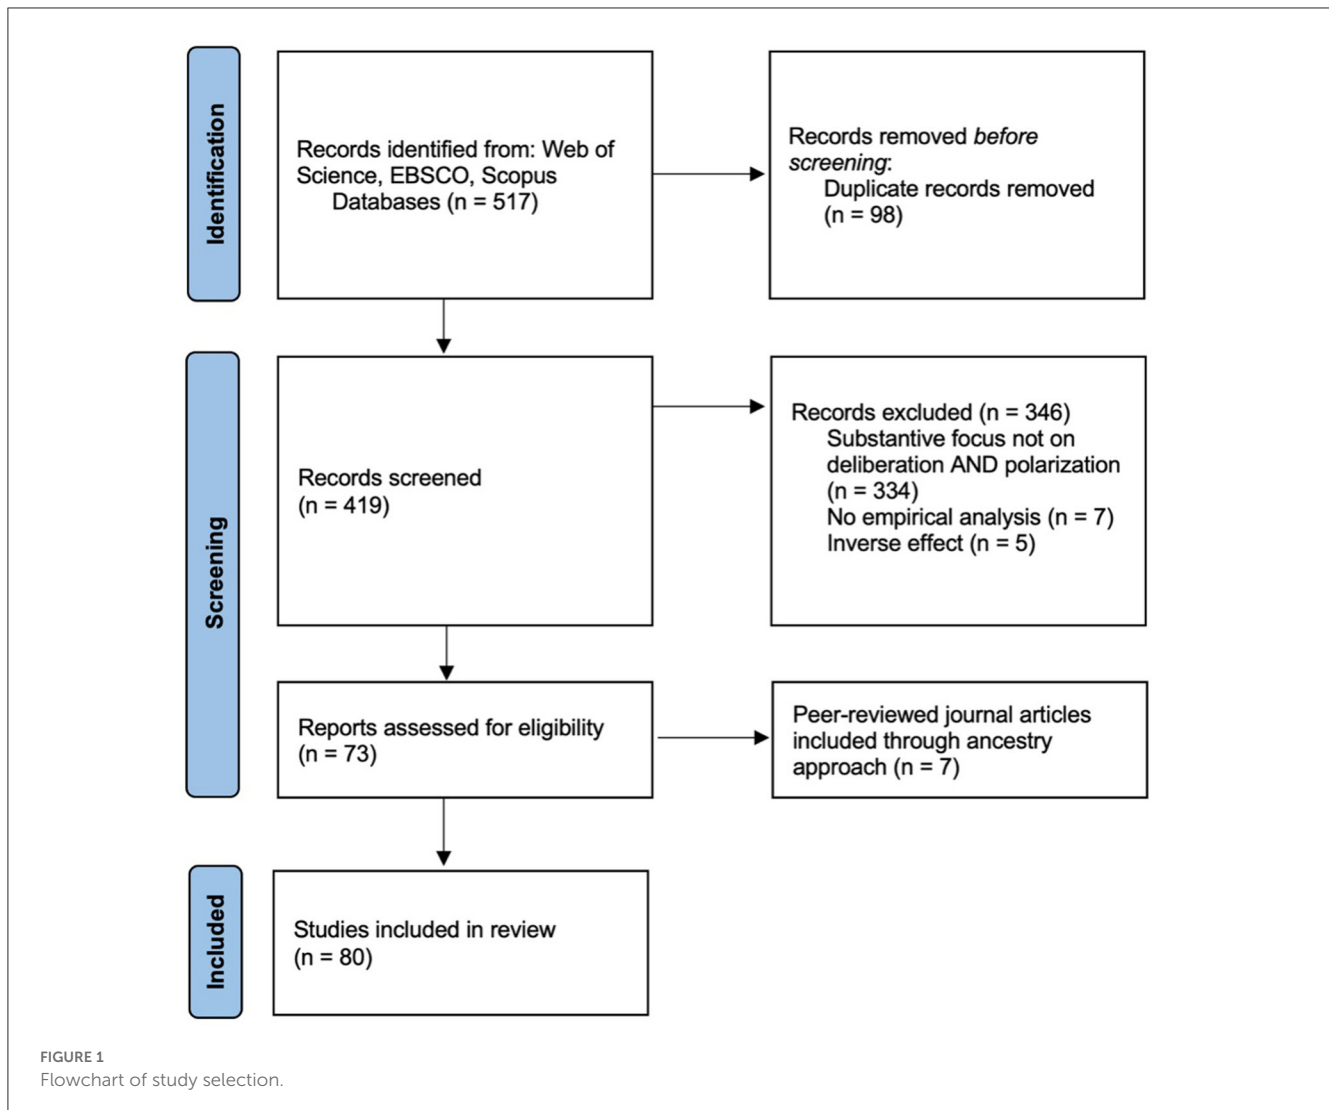 Identification
Records identified from: Web of
Science, EBSCO, Scopus
Databases (n = 517)
Records removed before
screening:
Duplicate records removed
(n = 98)
Screening
Records screened
(n = 419)
Records excluded (n = 346)
Substantive focus not on
deliberation AND polarization
(n = 334)
No empirical analysis (n = 7)
Inverse effect (n = 5)
Reports assessed for eligibility
(n = 73)
Peer-reviewed journal articles
included through ancestry
approach (n = 7)
Included
Studies included in review
(n = 80)
FIGURE 1
Flowchart of study selection.